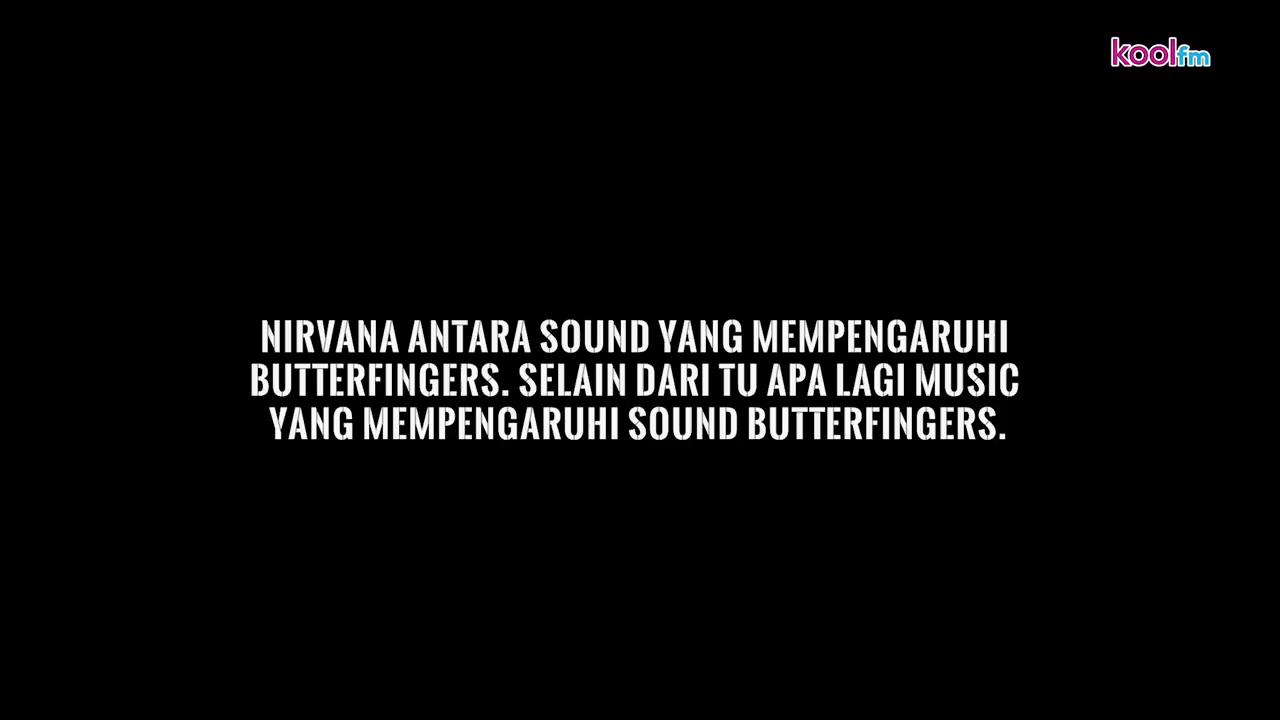 koolfm
NIRVANA ANTARA SOUND YANG MEMPENGARUHI
BUTTERFINGERS. SELAIN DARI TU APA LAGI MUSIC
YANG MEMPENGARUHI SOUND BUTTERFINGERS.